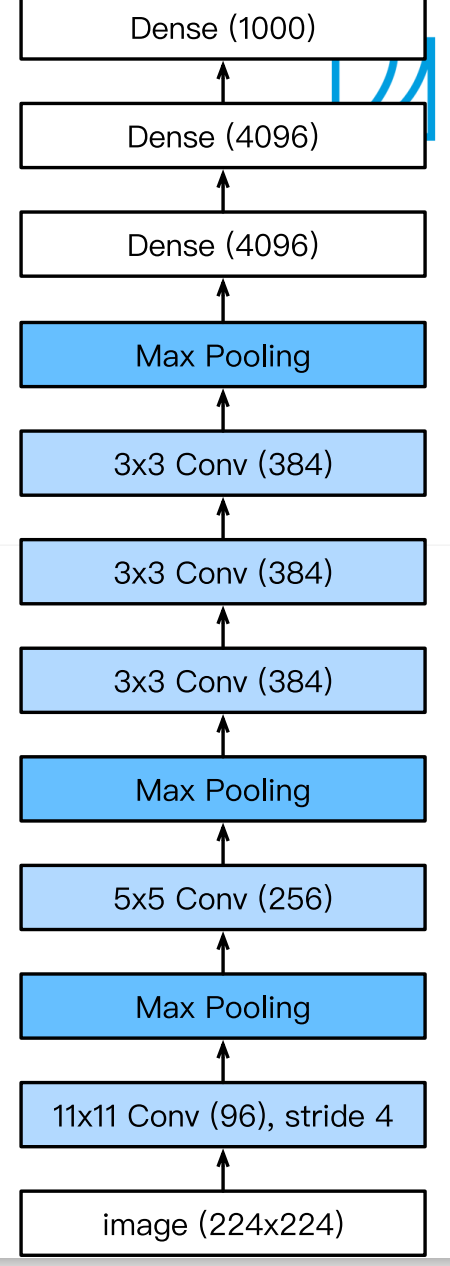 Dense (1000)
Dense (4096)
Dense (4096)
Max Pooling
3x3 Conv (384)
3x3 Conv (384)
3x3 Conv (384)
Max Pooling
5x5 Conv (256)
Max Pooling
11x11 Conv (96), stride 4
image (224x224)